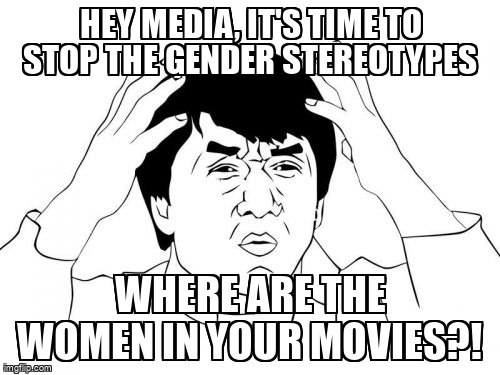 HEY MEDIA, IT'S TIME TO
STOP THE GENDER STEREOTYPES
WHERE ARE THE
WOMEN IN YOUR MOVIES?!
imgflip.com